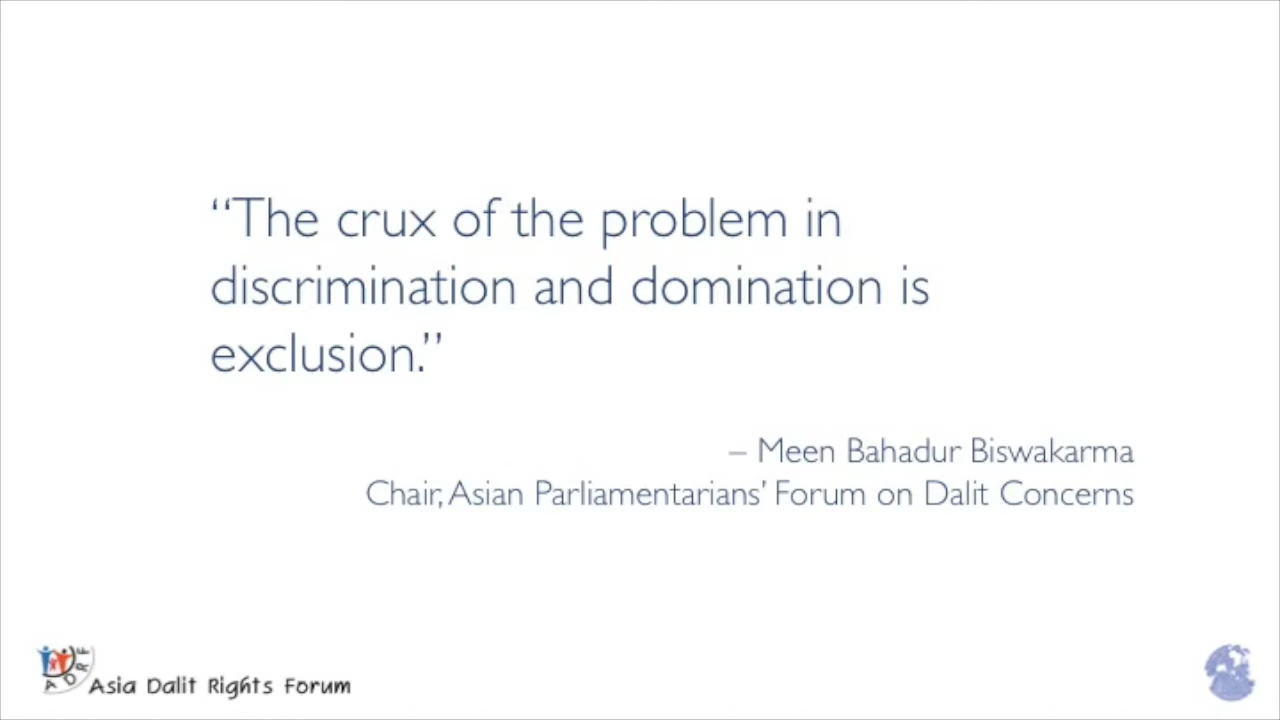 “The crux of the problem in
discrimination and domination is
exclusion.”
– Meen Bahadur Biswakarma
Chair, Asian Parliamentarians’ Forum on Dalit Concerns
ADRF
Asia Dalit Rights Forum